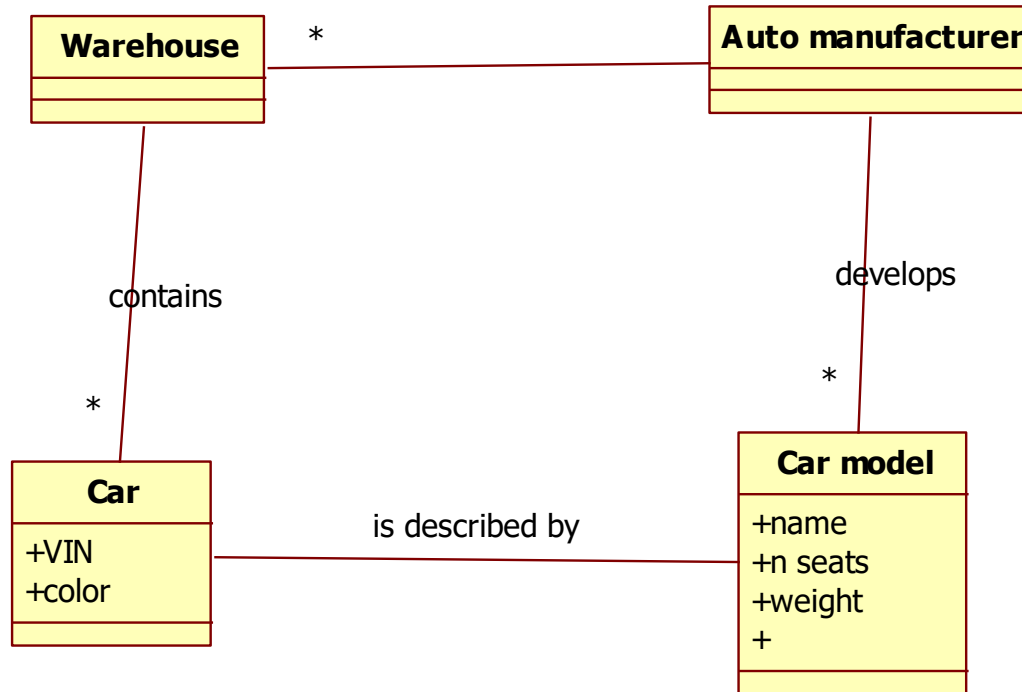 Warehouse
*
Auto manufacturer
contains
develops
*
*
Car
+VIN
+color
is described by
Car model
+name
+n seats
+weight
+